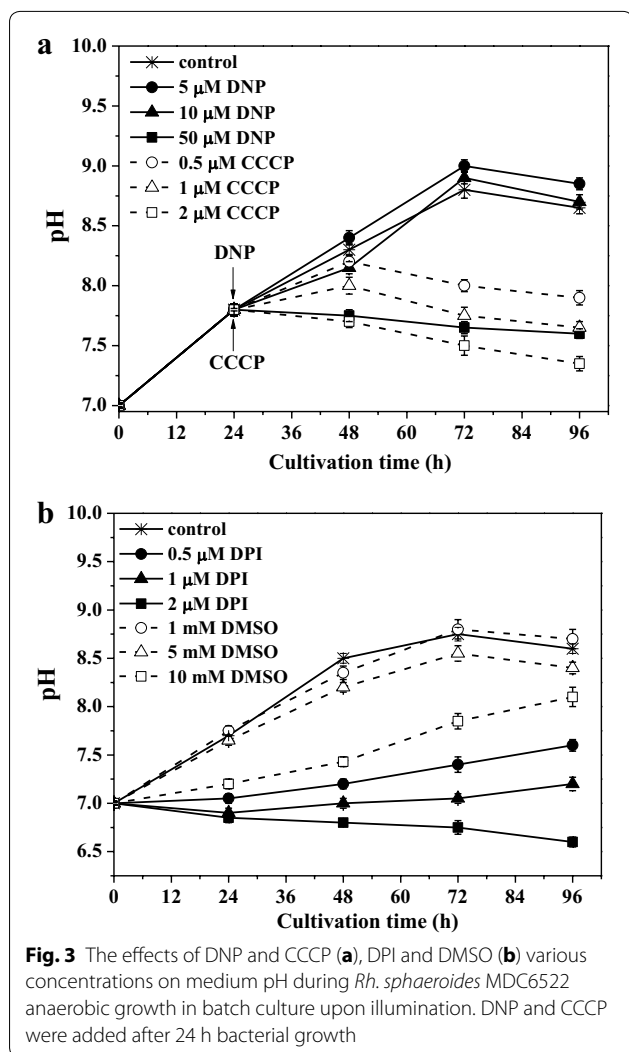 a
10.0
9.5
9.0
8.5
8.0
7.5
7.0
pH
control
5 μM DNP
10 μM DNP
50 μM DNP
0.5 μM CCCP
1 μM CCCP
2 μM CCCP
DNP
CCCP
0 12 24 36 48 60 72 84 96
Cultivation time (h)
b
10.0
9.5
9.0
8.5
8.0
7.5
7.0
6.5
pH
control
0.5 μM DPI
1 μM DPI
2 μM DPI
1 mM DMSO
5 mM DMSO
10 mM DMSO
0 12 24 36 48 60 72 84 96
Cultivation time (h)
Fig. 3 The effects of DNP and CCCP (a), DPI and DMSO (b) various
concentrations on medium pH during Rh. sphaeroides MDC6522
anaerobic growth in batch culture upon illumination. DNP and CCCP
were added after 24 h bacterial growth